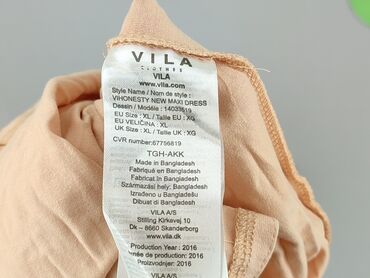 VILA
CLOTHES
VILA
www.vila.com
Style Name / Nom de style :
VIHONESTY NEW MAXI DRESS
Dessin / Modèle : 14033619
EU Size : XL / Taille EU : XG
EU VELIČINA : XL
UK Size : XL / Taille UK : XG
CVR number:67756819
TGH-AKK
Made in Bangladesh
Fabriqué in Bangladesh
Fabricat în Bangladesh
Származási hely; Bangladesh
Izrađeno u Bangladešu
Dibuat di Bangladesh
VILA A/S
Stilling Kirkevej 10
Dk – 8660 Skanderborg
www.vila.dk
Production Year : 2016
Année production : 2016
Proizvodnjer : 2016